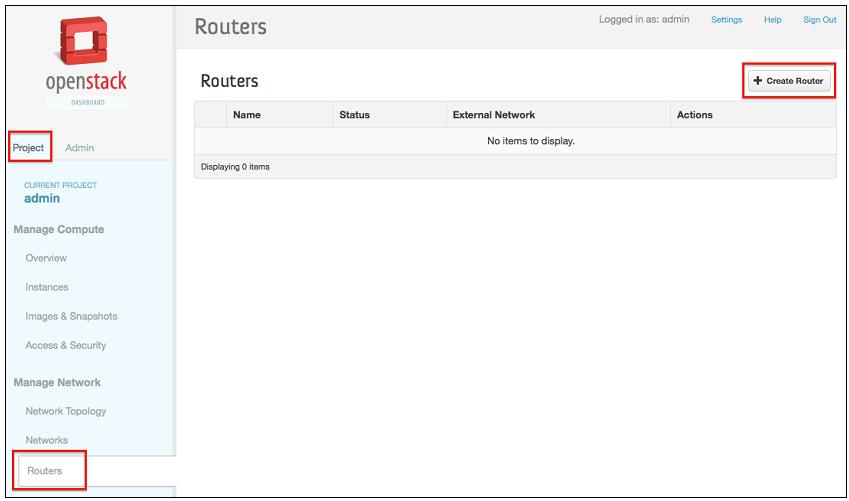 openstack
DASHBOARD
Project
Admin
CURRENT PROJECT
admin
Manage Compute
Overview
Instances
Images & Snapshots
Access & Security
Manage Network
Network Topology
Networks
Routers
Routers
Logged in as: admin
Settings
Help
Sign Out
Routers
+ Create Router
Name
Status
External Network
Actions
No items to display.
Displaying 0 items